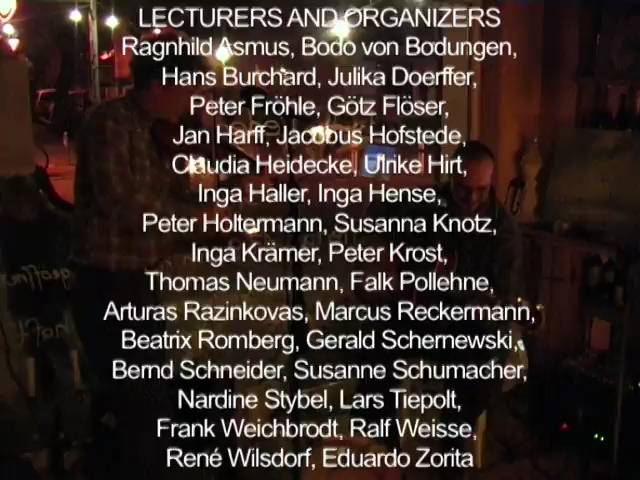 LECTURERS AND ORGANIZERS
Ragnhild Asmus, Bodo von Bodungen,
Hans Burchard, Julika Doerffer,
Peter Fröhle, Götz Flöser,
Jan Harff, Jacobus Hofstede,
Claudia Heidecke, Ulrike Hirt,
Inga Haller, Inga Hense,
Peter Holtermann, Susanna Knotz,
Inga Krämer, Peter Krost,
Thomas Neumann, Falk Pollehne,
Arturas Razinkovas, Marcus Reckermann,
Beatrix Romberg, Gerald Schernewski,
Bernd Schneider, Susanne Schumacher,
Nardine Stybel, Lars Tiepolt,
Frank Weichbrodt, Ralf Weisse,
René Wilsdorf, Eduardo Zorita